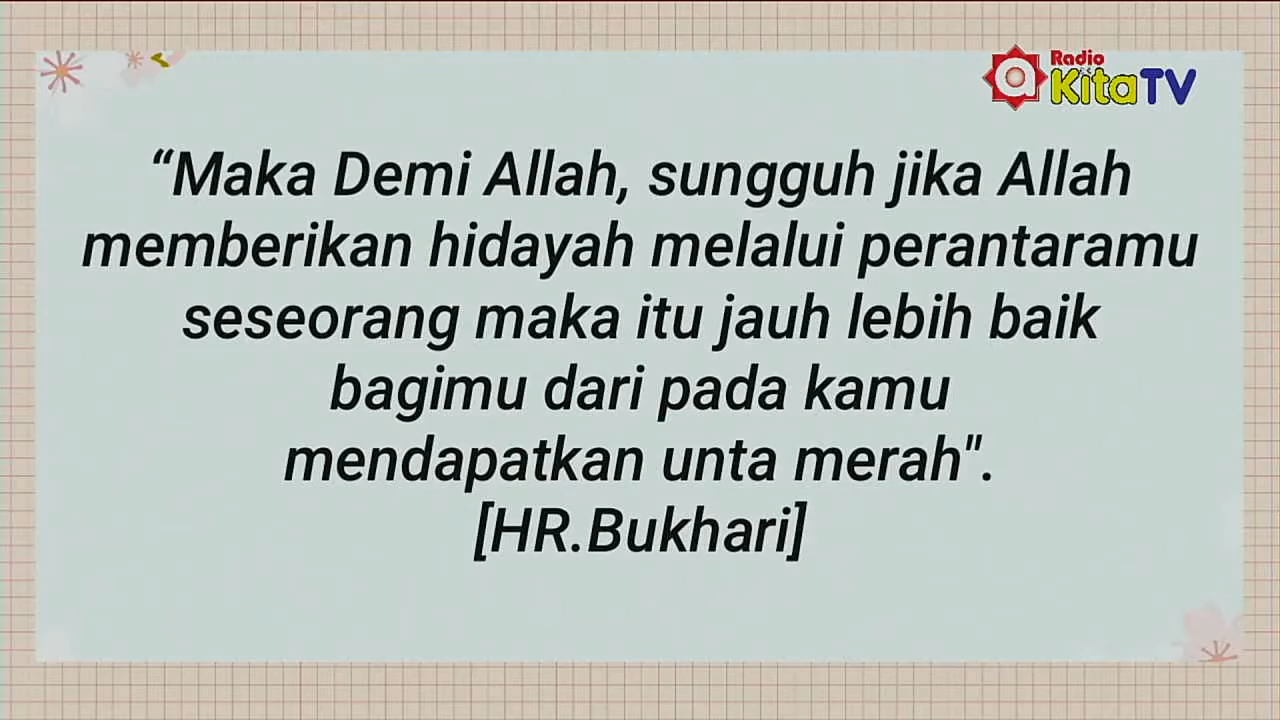 Radio
KitaTV
“Maka Demi Allah, sungguh jika Allah
memberikan hidayah melalui perantaramu
seseorang maka itu jauh lebih baik
bagimu dari pada kamu
mendapatkan unta merah".
[HR.Bukhari]